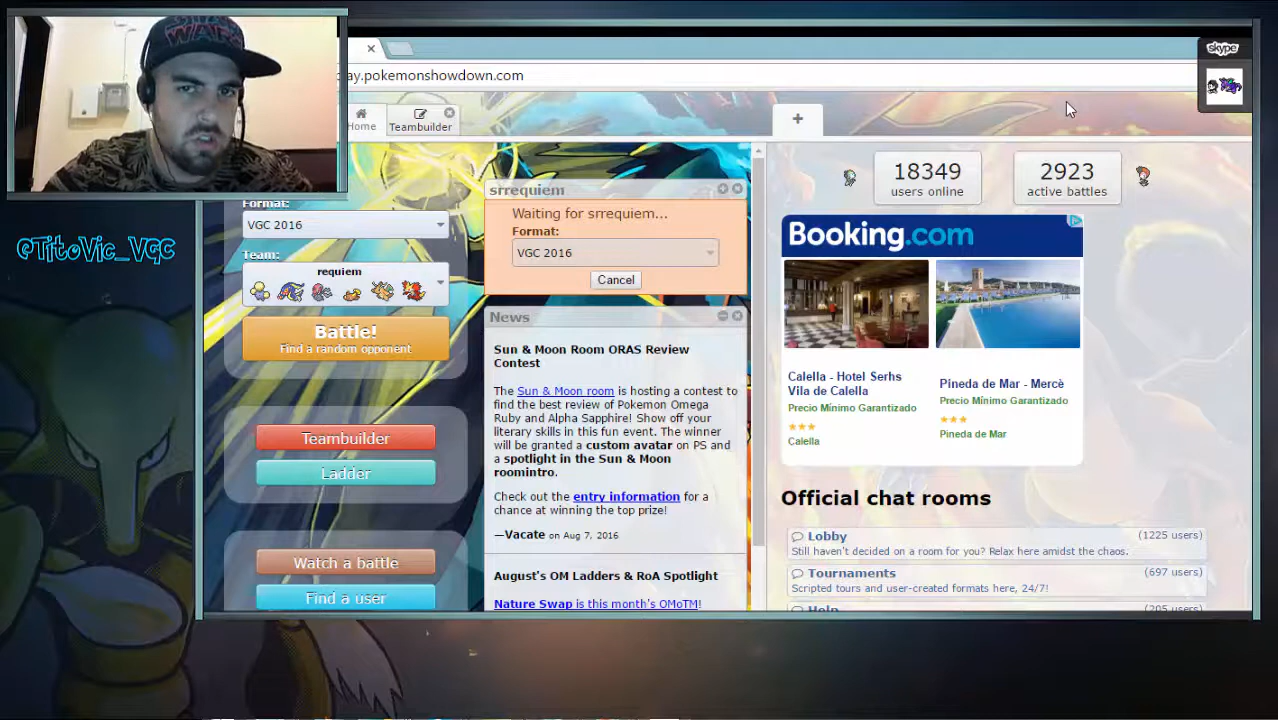 WARS
skype
ay.pokemonshowdown.com
Home
Teambuilder
+
18349
users online
2923
active battles
@TitoVic_VGC
Format:
VGC 2016
Team:
requiem
Battle!
Find a random opponent
Teambuilder
Ladder
Watch a battle
Find a user
srrequiem
Waiting for srrequiem...
Format:
VGC 2016
Cancel
News
Sun & Moon Room ORAS Review
Contest
The Sun & Moon room is hosting a contest to
find the best review of Pokemon Omega
Ruby and Alpha Sapphire! Show off your
literary skills in this fun event. The winner
will be granted a custom avatar on PS and
a spotlight in the Sun & Moon
roomintro.
Check out the entry information for a
chance at winning the top prize!
—Vacate on Aug 7, 2016
August's OM Ladders & RoA Spotlight
Nature Swap is this month's OMoTM!
Booking.com
Calella - Hotel Serhs
Vila de Calella
Precio Mínimo Garantizado
Calella
Pineda de Mar - Mercè
Precio Mínimo Garantizado
Pineda de Mar
Official chat rooms
Lobby (1225 users)
Still haven't decided on a room for you? Relax here amidst the chaos.
Tournaments (697 users)
Scripted tours and user-created formats here, 24/7!
Help (205 users)